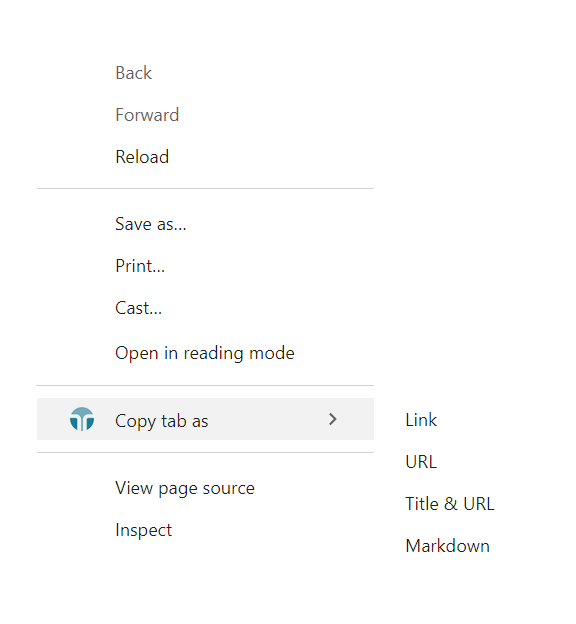 Back
Forward
Reload
Save as...
Print...
Cast...
Open in reading mode
Copy tab as
Link
URL
View page source
Title & URL
Inspect
Markdown